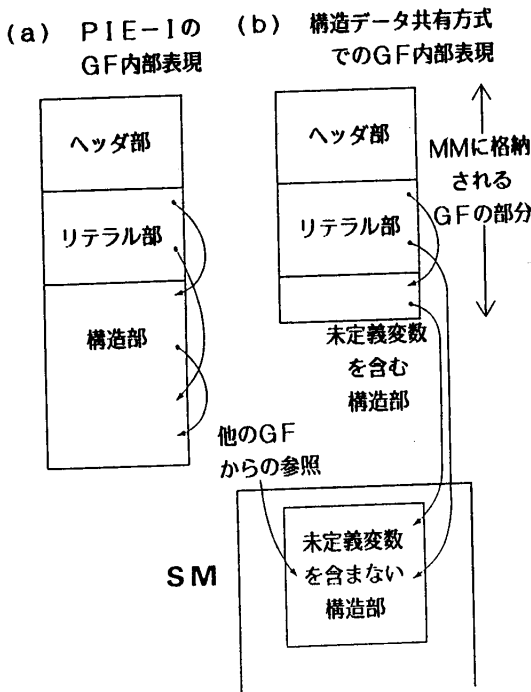 (a) PIE-Iの
GF内部表現
ヘッダ部
リテラル部
構造部
(b) 構造データ共有方式
でのGF内部表現
ヘッダ部
リテラル部
未定義変数
を含む
構造部
MMに格納
される
GFの部分
他のGF
からの参照
SM
未定義変数
を含まない
構造部